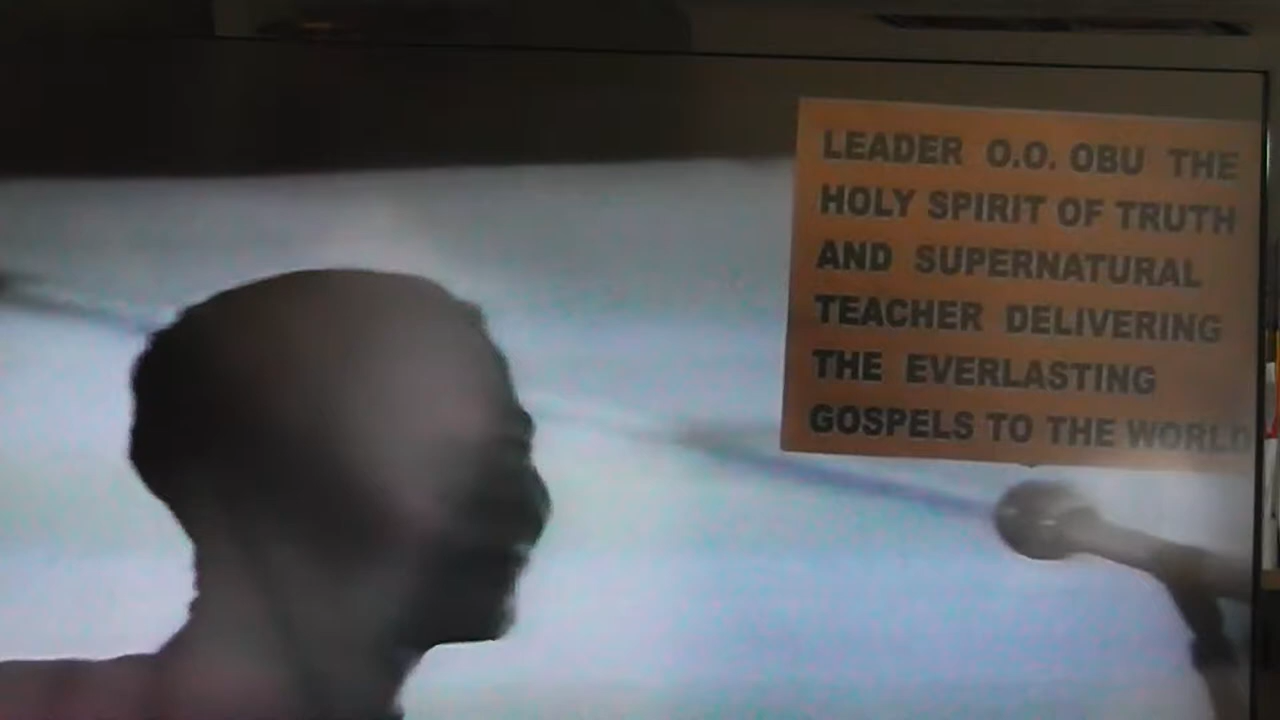 LEADER O.O. OBU THE
HOLY SPIRIT OF TRUTH
AND SUPERNATURAL
TEACHER DELIVERING
THE EVERLASTING
GOSPELS TO THE WORLD